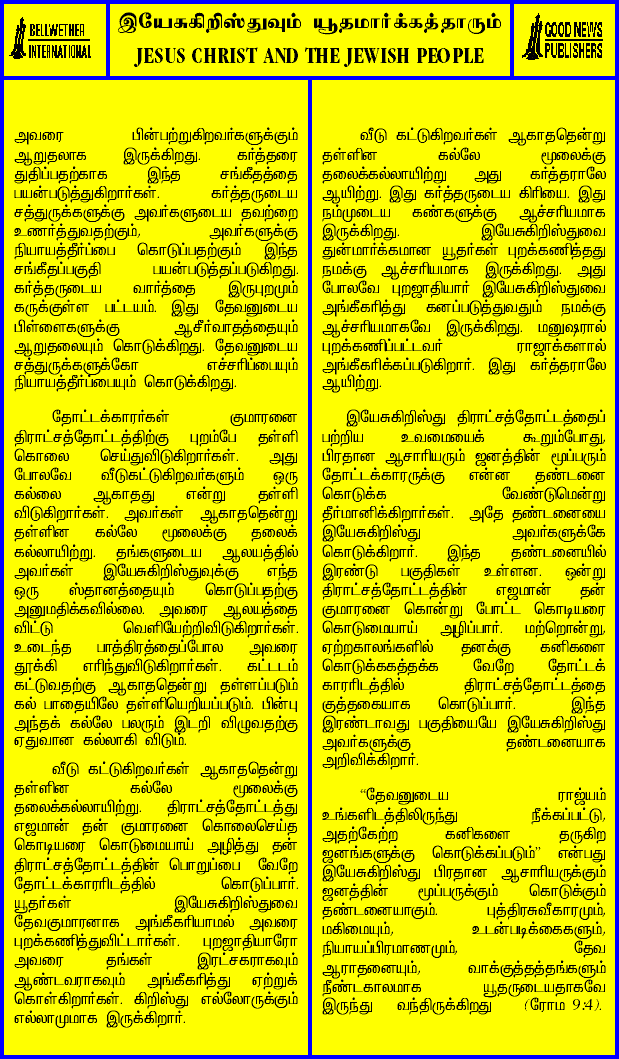 BELLWETHER
INTERNATIONAL
இயேசுகிறிஸ்துவும் யூதமார்க்கத்தாரும்
JESUS CHRIST AND THE JEWISH PEOPLE
GOOD NEWS
PUBLISHERS
அவரை பின்பற்றுகிறவர்களுக்கும்
ஆறுதலாக இருக்கிறது. கர்த்தரை
துதிப்பதற்காக இந்த சங்கீதத்தை
பயன்படுத்துகிறார்கள். கர்த்தருடைய
சத்துருக்களுக்கு அவர்களுடைய தவற்றை
உணர்த்துவதற்கும், அவர்களுக்கு
நியாயத்தீர்ப்பை கொடுப்பதற்கும் இந்த
சங்கீதப்பகுதி பயன்படுத்தப்படுகிறது.
கர்த்தருடைய வார்த்தை இருபுறமும்
கருக்குள்ள பட்டயம். இது தேவனுடைய
பிள்ளைகளுக்கு ஆசீர்வாதத்தையும்
ஆறுதலையும் கொடுக்கிறது. தேவனுடைய
சத்துருக்களுக்கோ எச்சரிப்பையும்
நியாயத்தீர்ப்பையும் கொடுக்கிறது.
தோட்டக்காரர்கள் குமாரனை
திராட்சத்தோட்டத்திற்கு புறம்பே தள்ளி
கொலை செய்துவிடுகிறார்கள். அது
போலவே வீடுகட்டுகிறவர்களும் ஒரு
கல்லை ஆகாதது என்று தள்ளி
விடுகிறார்கள். அவர்கள் ஆகாததென்று
தள்ளின கல்லே மூலைக்கு தலைக்
கல்லாயிற்று. தங்களுடைய ஆலயத்தில்
அவர்கள் இயேசுகிறிஸ்துவுக்கு எந்த
ஒரு ஸ்தானத்தையும் கொடுப்பதற்கு
அனுமதிக்கவில்லை. அவரை ஆலயத்தை
விட்டு வெளியேற்றிவிடுகிறார்கள்.
உடைந்த பாத்திரத்தைப்போல அவரை
தூக்கி எரிந்துவிடுகிறார்கள். கட்டடம்
கட்டுவதற்கு ஆகாததென்று தள்ளப்படும்
கல் பாதையிலே தள்ளியெறியப்படும். பின்பு
அந்தக் கல்லே பலரும் இடறி விழுவதற்கு
ஏதுவான கல்லாகி விடும்.
வீடு கட்டுகிறவர்கள் ஆகாததென்று
தள்ளின கல்லே மூலைக்கு
தலைக்கல்லாயிற்று. திராட்சத்தோட்டத்து
எஜமான் தன் குமாரனை கொலைசெய்த
கொடியரை கொடுமையாய் அழித்து தன்
திராட்சத்தோட்டத்தின் பொறுப்பை வேறே
தோட்டக்காரரிடத்தில் கொடுப்பார்.
யூதர்கள் இயேசுகிறிஸ்துவை
தேவகுமாரனாக அங்கீகரியாமல் அவரை
புறக்கணித்துவிட்டார்கள். புறஜாதியாரோ
அவரை தங்கள் இரட்சகராகவும்
ஆண்டவராகவும் அங்கீகரித்து ஏற்றுக்
கொள்கிறார்கள். கிறிஸ்து எல்லோருக்கும்
எல்லாமுமாக இருக்கிறார்.
வீடு கட்டுகிறவர்கள் ஆகாததென்று
தள்ளின கல்லே மூலைக்கு
தலைக்கல்லாயிற்று அது கர்த்தராலே
ஆயிற்று. இது கர்த்தருடைய கிரியை. இது
நம்முடைய கண்களுக்கு ஆச்சரியமாக
இருக்கிறது. இயேசுகிறிஸ்துவை
துன்மார்க்கமான யூதர்கள் புறக்கணித்தது
நமக்கு ஆச்சரியமாக இருக்கிறது. அது
போலவே புறஜாதியார் இயேசுகிறிஸ்துவை
அங்கீகரித்து கனப்படுத்துவதும் நமக்கு
ஆச்சரியமாகவே இருக்கிறது. மனுஷரால்
புறக்கணிப்பட்டவர் ராஜாக்களால்
அங்கீகரிக்கப்படுகிறார். இது கர்த்தராலே
ஆயிற்று.
இயேசுகிறிஸ்து திராட்சத்தோட்டத்தைப்
பற்றிய உவமையைக் கூறும்போது,
பிரதான ஆசாரியரும் ஜனத்தின் மூப்பரும்
தோட்டக்காரருக்கு என்ன தண்டனை
கொடுக்க வேண்டுமென்று
தீர்மானிக்கிறார்கள். அதே தண்டனையை
இயேசுகிறிஸ்து அவர்களுக்கே
கொடுக்கிறார். இந்த தண்டனையில்
இரண்டு பகுதிகள் உள்ளன. ஒன்று
திராட்சத்தோட்டத்தின் எஜமான் தன்
குமாரனை கொன்று போட்ட கொடியரை
கொடுமையாய் அழிப்பார். மற்றொன்று,
ஏற்றகாலங்களில் தனக்கு கனிகளை
கொடுக்ககத்தக்க வேறே தோட்டக்
காரரிடத்தில் திராட்சத்தோட்டத்தை
குத்தகையாக கொடுப்பார். இந்த
இரண்டாவது பகுதியையே இயேசுகிறிஸ்து
அவர்களுக்கு தண்டனையாக
அறிவிக்கிறார்.
“தேவனுடைய ராஜ்யம்
உங்களிடத்திலிருந்து நீக்கப்பட்டு,
அதற்கேற்ற கனிகளை தருகிற
ஜனங்களுக்கு கொடுக்கப்படும்” என்பது
இயேசுகிறிஸ்து பிரதான ஆசாரியருக்கும்
ஜனத்தின் மூப்பருக்கும் கொடுக்கும்
தண்டனையாகும். புத்திரசுவீகாரமும்,
மகிமையும், உடன்படிக்கைகளும்,
நியாயப்பிரமாணமும், தேவ
ஆராதனையும், வாக்குத்தத்தங்களும்
நீண்டகாலமாக யூதருடையதாகவே
இருந்து வந்திருக்கிறது (ரோம 9:4).